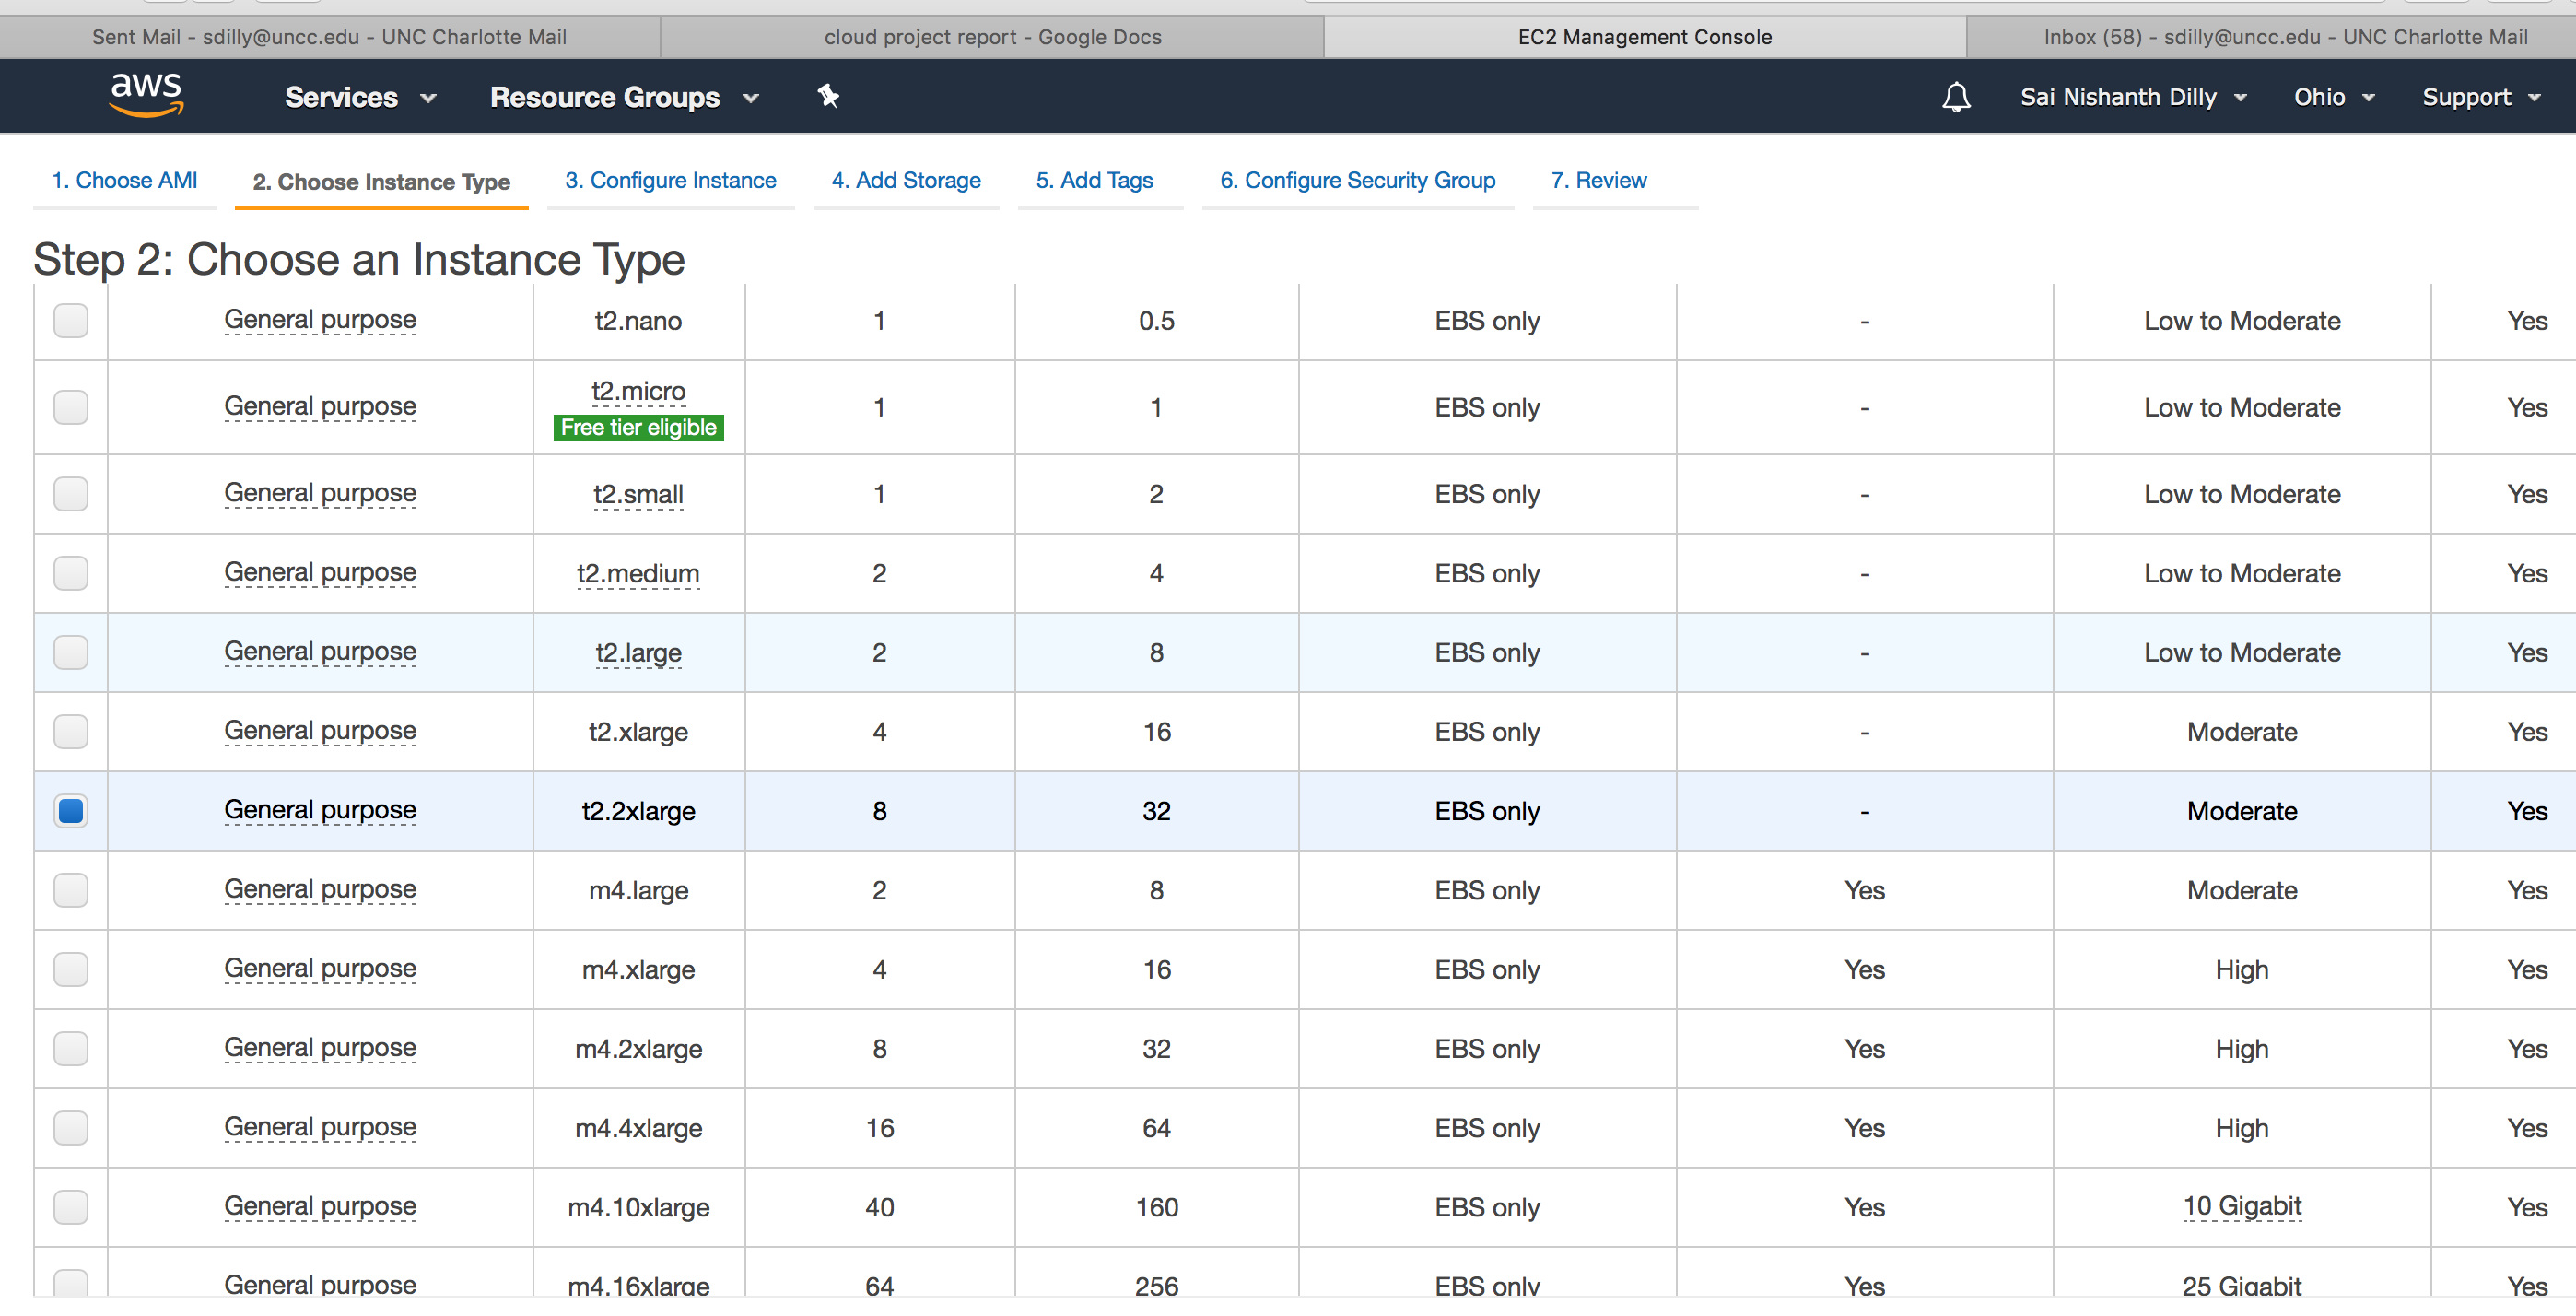 Sent Mail - sdilly@uncc.edu - UNC Charlotte Mail cloud project report - Google Docs EC2 Management Console Inbox (58) - sdilly@uncc.edu - UNC Charlotte Mail
aws Services Resource Groups Sai Nishanth Dilly Ohio Support
1. Choose AMI 2. Choose Instance Type 3. Configure Instance 4. Add Storage 5. Add Tags 6. Configure Security Group 7. Review
Step 2: Choose an Instance Type
General purpose t2.nano 1 0.5 EBS only - Low to Moderate Yes
General purpose t2.micro 1 1 EBS only - Low to Moderate Yes
Free tier eligible
General purpose t2.small 1 2 EBS only - Low to Moderate Yes
General purpose t2.medium 2 4 EBS only - Low to Moderate Yes
General purpose t2.large 2 8 EBS only - Low to Moderate Yes
General purpose t2.xlarge 4 16 EBS only - Moderate Yes
General purpose t2.2xlarge 8 32 EBS only - Moderate Yes
General purpose m4.large 2 8 EBS only Yes Moderate Yes
General purpose m4.xlarge 4 16 EBS only Yes High Yes
General purpose m4.2xlarge 8 32 EBS only Yes High Yes
General purpose m4.4xlarge 16 64 EBS only Yes High Yes
General purpose m4.10xlarge 40 160 EBS only Yes 10 Gigabit Yes
General purpose m4.16xlarge 64 256 EBS only Yes 25 Gigabit Yes